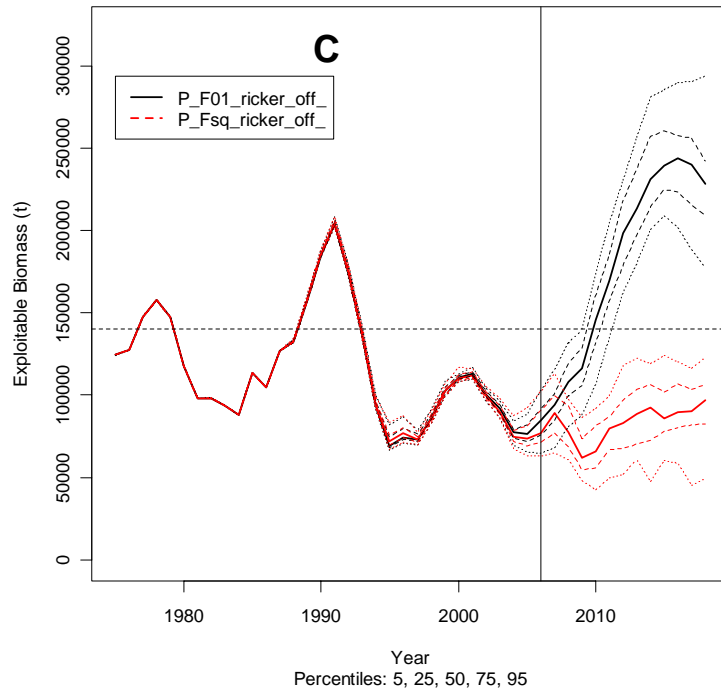 C
P_F01_ricker_off_
P_Fsq_ricker_off_
Exploitable Biomass (t)
300000
250000
200000
150000
100000
50000
0
1980 1990 2000 2010
Year
Percentiles: 5, 25, 50, 75, 95